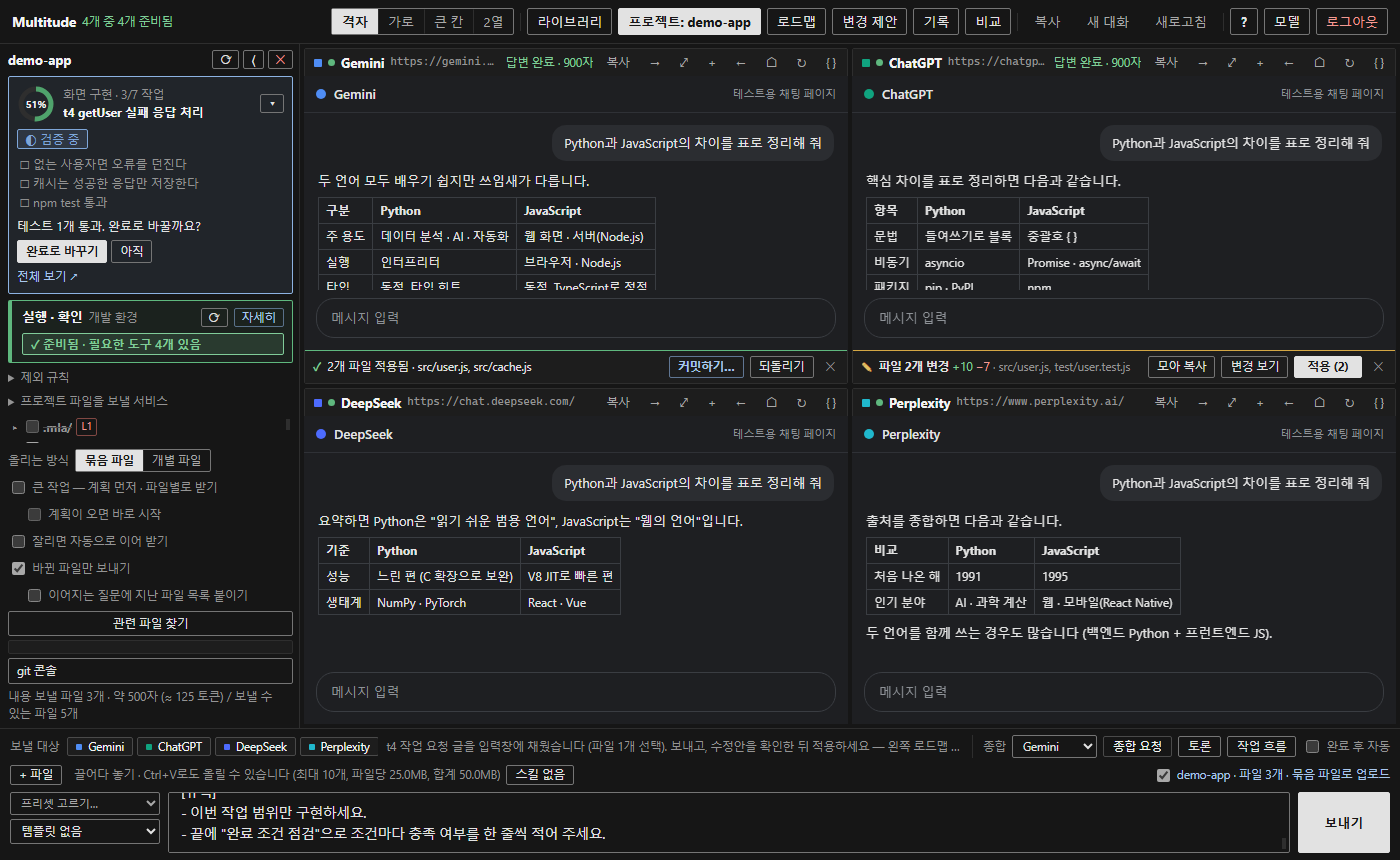 Multitude 4개 중 4개 준비됨 격자 가로 큰 칸 2열 라이브러리 프로젝트: demo-app 로드맵 변경 제안 기록 비교 복사 새 대화 새로고침 ? 모델 로그아웃
demo-app
51% 화면 구현 · 3/7 작업
t4 getUser 실패 응답 처리
검증 중
없는 사용자면 오류를 던진다
캐시는 성공한 응답만 저장한다
npm test 통과
테스트 1개 통과. 완료로 바꿀까요?
완료로 바꾸기 아직
전체 보기 ↗
실행 · 확인 개발 환경 자세히
✓ 준비됨 · 필요한 도구 4개 있음
제외 규칙
프로젝트 파일을 보낼 서비스
.mla/ L1
올리는 방식 묶음 파일 개별 파일
큰 작업 — 계획 먼저 · 파일별로 받기
계획이 오면 바로 시작
잘리면 자동으로 이어 받기
바뀐 파일만 보내기
이어지는 질문에 지난 파일 목록 붙이기
관련 파일 찾기
git 콘솔
내용 보낼 파일 3개 · 약 500자 (≈ 125 토큰) / 보낼 수
있는 파일 5개
Gemini https://gemini.… 답변 완료 · 900자 복사 → ⤢ + ← ↻ { }
Gemini 테스트용 채팅 페이지
Python과 JavaScript의 차이를 표로 정리해 줘
두 언어 모두 배우기 쉽지만 쓰임새가 다릅니다.
구분 Python JavaScript
주 용도 데이터 분석 · AI · 자동화 웹 화면 · 서버(Node.js)
실행 인터프리터 브라우저 · Node.js
타입 동적, 타입 힌트 동적, TypeScript로 정적
메시지 입력
✓ 2개 파일 적용됨 · src/user.js, src/cache.js 커밋하기... 되돌리기
ChatGPT https://chatgp… 답변 완료 · 900자 복사 → ⤢ + ← ↻ { }
ChatGPT 테스트용 채팅 페이지
Python과 JavaScript의 차이를 표로 정리해 줘
핵심 차이를 표로 정리하면 다음과 같습니다.
항목 Python JavaScript
문법 들여쓰기로 블록 중괄호 { }
비동기 asyncio Promise · async/await
패키지 pip · PyPI npm
메시지 입력
파일 2개 변경 +10 −7 · src/user.js, test/user.test.js 모아 복사 변경 보기 적용 (2)
DeepSeek https://chat.deepseek.com/ 복사 → ⤢ + ← ↻ { }
DeepSeek 테스트용 채팅 페이지
Python과 JavaScript의 차이를 표로 정리해 줘
요약하면 Python은 "읽기 쉬운 범용 언어", JavaScript는 "웹의 언어"입니다.
기준 Python JavaScript
성능 느린 편 (C 확장으로 보완) V8 JIT로 빠른 편
생태계 NumPy · PyTorch React · Vue
메시지 입력
Perplexity https://www.perplexity.ai/ 복사 → ⤢ + ← ↻ { }
Perplexity 테스트용 채팅 페이지
Python과 JavaScript의 차이를 표로 정리해 줘
출처를 종합하면 다음과 같습니다.
비교 Python JavaScript
처음 나온 해 1991 1995
인기 분야 AI · 과학 계산 웹 · 모바일(React Native)
두 언어를 함께 쓰는 경우도 많습니다 (백엔드 Python + 프런트엔드 JS).
메시지 입력
보낼 대상 Gemini ChatGPT DeepSeek Perplexity t4 작업 요청 글을 입력창에 채웠습니다 (파일 1개 선택). 보내고, 수정안을 확인한 뒤 적용하세요 — 왼쪽 로드맵 ... 종합 Gemini 종합 요청 토론 작업 흐름 완료 후 자동
+ 파일 끌어다 놓기 · Ctrl+V로도 올릴 수 있습니다 (최대 10개, 파일당 25.0MB, 합계 50.0MB) 스킬 없음 demo-app · 파일 3개 · 묶음 파일로 업로드
프리셋 고르기...
템플릿 없음
- 이번 작업 범위만 구현하세요.
- 끝에 "완료 조건 점검"으로 조건마다 충족 여부를 한 줄씩 적어 주세요.
보내기